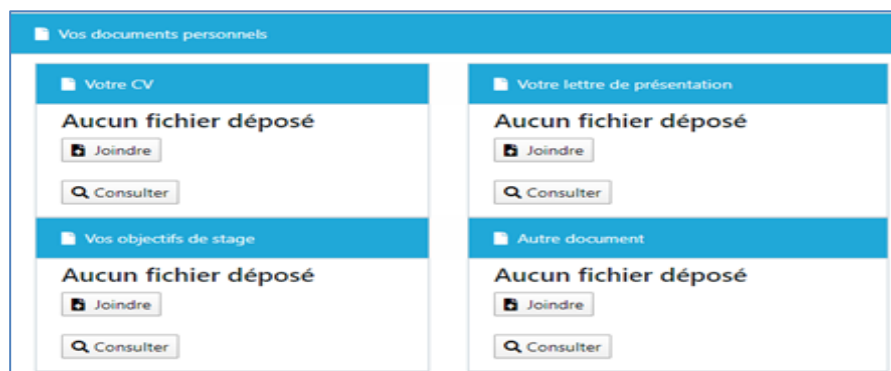 Vos documents personnels
Votre CV
Aucun fichier déposé
Joindre
Consulter
Votre lettre de présentation
Aucun fichier déposé
Joindre
Consulter
Vos objectifs de stage
Aucun fichier déposé
Joindre
Consulter
Autre document
Aucun fichier déposé
Joindre
Consulter